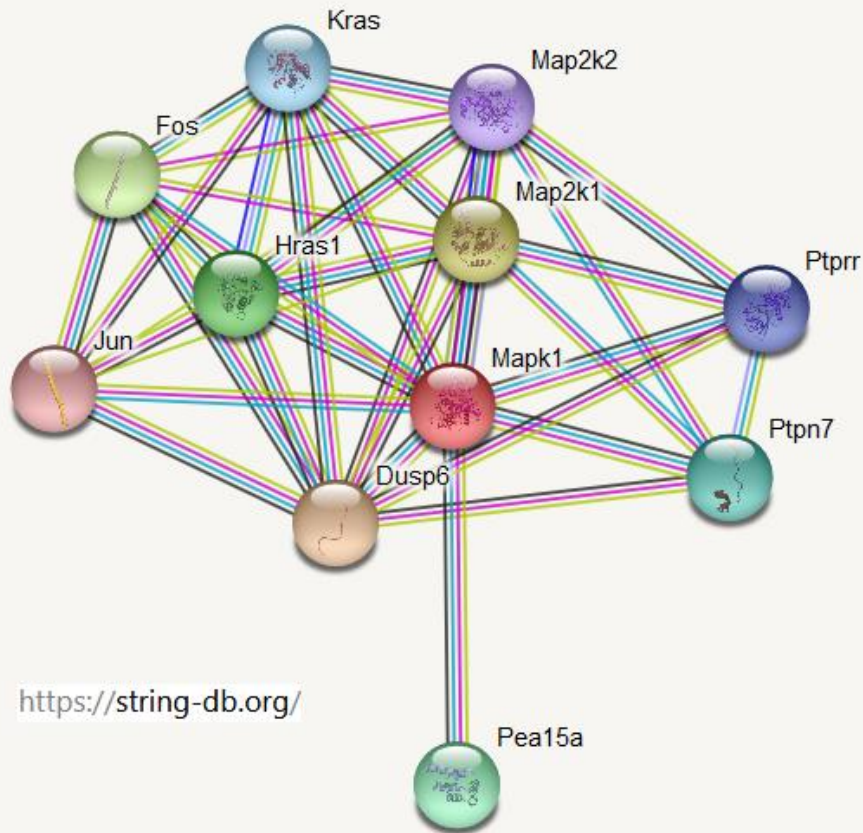 Kras
Map2k2
Fos
Map2k1
Hras1
Ptprr
Jun
Mapk1
Ptpn7
Dusp6
https://string-db.org/
Pea15a